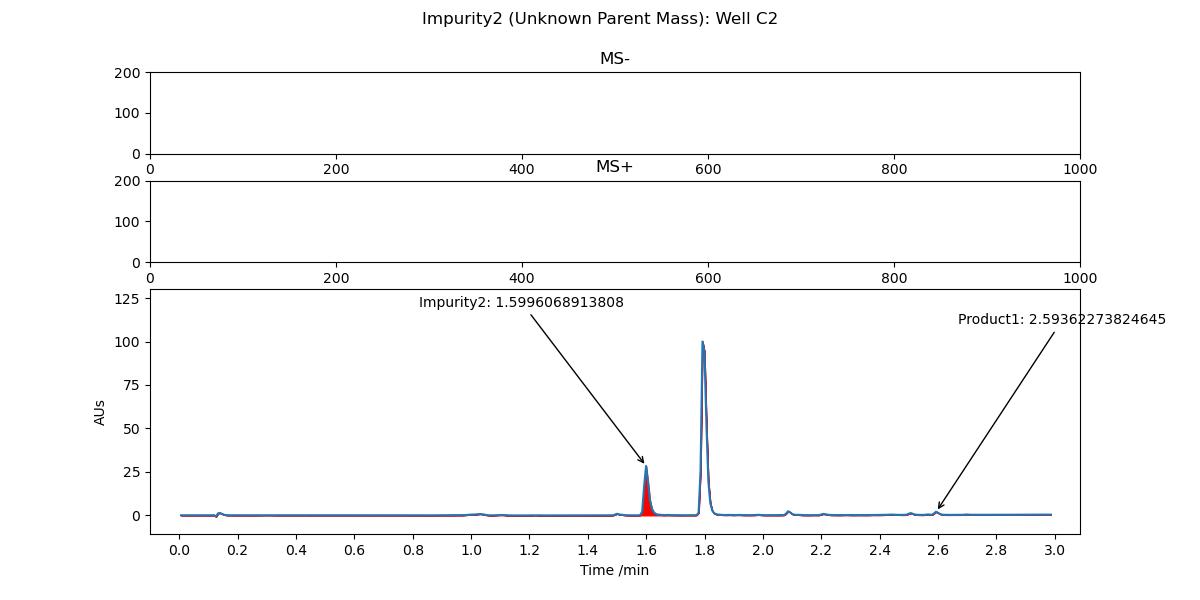 Impurity2 (Unknown Parent Mass): Well C2
MS-
200
100
0
0 200 400 600 800 1000
MS+
200
100
0
0 200 400 600 800 1000
125
100
75
50
25
0
AUs
Impurity2: 1.5996068913808
Product1: 2.59362273824645
0.0 0.2 0.4 0.6 0.8 1.0 1.2 1.4 1.6 1.8 2.0 2.2 2.4 2.6 2.8 3.0
Time /min